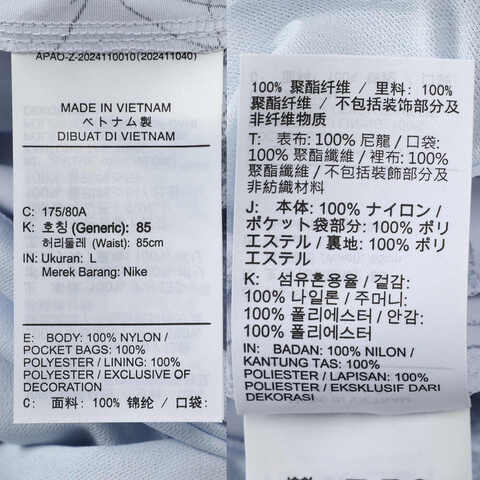 APAO-Z-2024110010 (20241040)
MADE IN VIETNAM
ベトナム製
DIBUAT DI VIETNAM
C: 175/80A
K: 호칭 (Generic): 85
허리둘레 (Waist): 85cm
IN: Ukuran: L
Merek Barang: Nike
E: BODY: 100% NYLON /
POCKET BAGS: 100%
POLYESTER / LINING: 100%
POLYESTER / EXCLUSIVE OF
DECORATION
C: 面料: 100% 锦纶 / 口袋:
100% 聚酯纤维 / 里料: 100%
聚酯纤维 / 不包括装饰部分及
非纤维物质
T: 表布: 100% 尼龍 / 口袋:
100% 聚酯纖維 / 裡布: 100%
聚酯纖維 / 不包括裝飾部分及
非紡織材料
J: 本体: 100% ナイロン /
ポケット袋部分: 100% ポリ
エステル / 裏地: 100% ポリ
エステル
K: 섬유혼용율 / 겉감:
100% 나일론 / 주머니:
100% 폴리에스터 / 안감:
100% 폴리에스터
IN: BADAN: 100% NILON /
KANTUNG TAS: 100%
POLIESTER / LAPISAN: 100%
POLIESTER / EKSKLUSIF DARI
DEKORASI